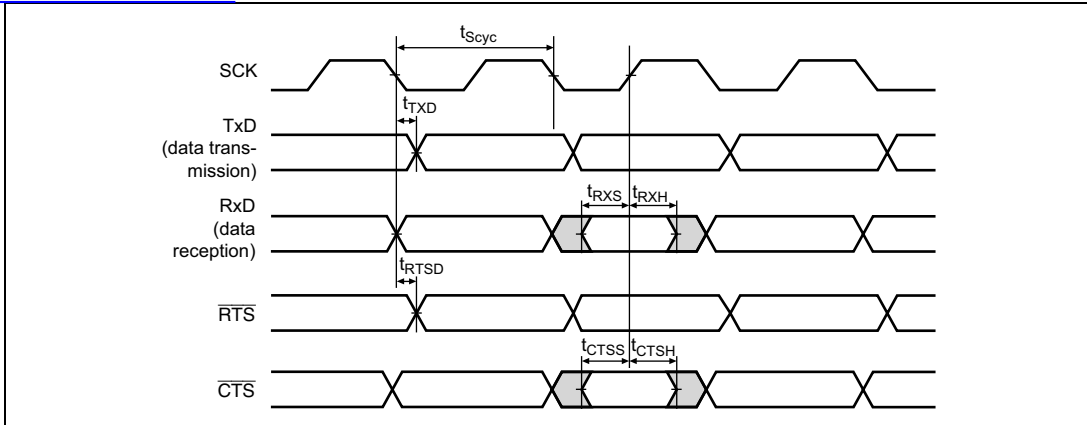 tScyc
SCK
tTXD
TxD
(data trans-
mission)
tRXS tRXH
RxD
(data
reception)
tRTSD
RTS
tCTSS tCTSH
CTS